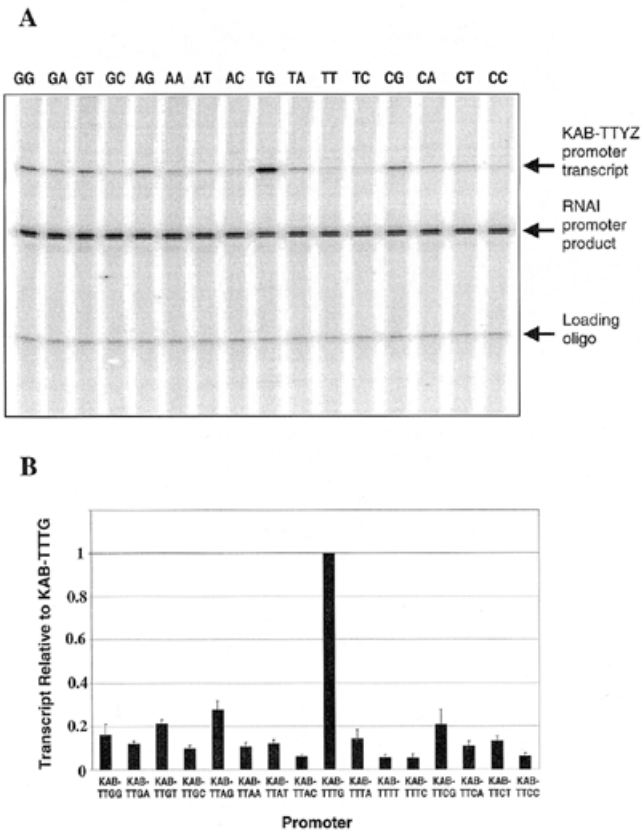 A
GG GA GT GC AG AA AT AC TG TA TT TC CG CA CT CC
KAB-TTYZ
promoter
transcript
RNAI
promoter
product
Loading
oligo
B
Transcript Relative to KAB-TTTG
1
0.8
0.6
0.4
0.2
0
KAB- KAB- KAB- KAB- KAB- KAB- KAB- KAB- KAB- KAB- KAB- KAB- KAB- KAB- KAB- KAB-
TTGG TTGA TTGT TTGC TTAG TTAA TTAT TTAC TTTG TTTA TTTT TTTC TTCG TTCA TTCT TTCC
Promoter